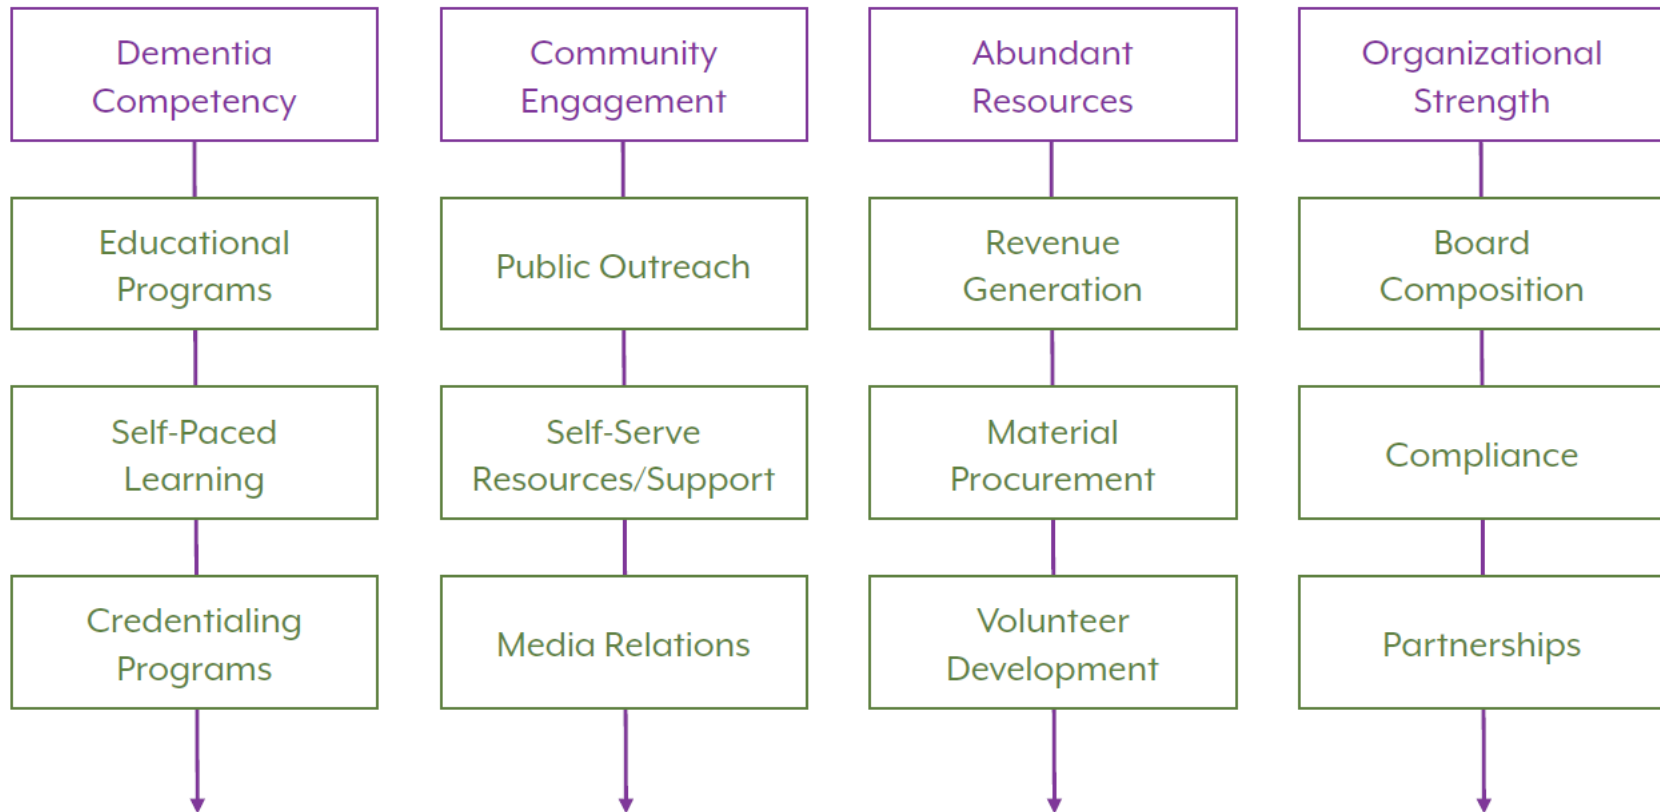 Dementia
Competency
Educational
Programs
Self-Paced
Learning
Credentialing
Programs
Community
Engagement
Public Outreach
Self-Serve
Resources/Support
Media Relations
Abundant
Resources
Revenue
Generation
Material
Procurement
Volunteer
Development
Organizational
Strength
Board
Composition
Compliance
Partnerships